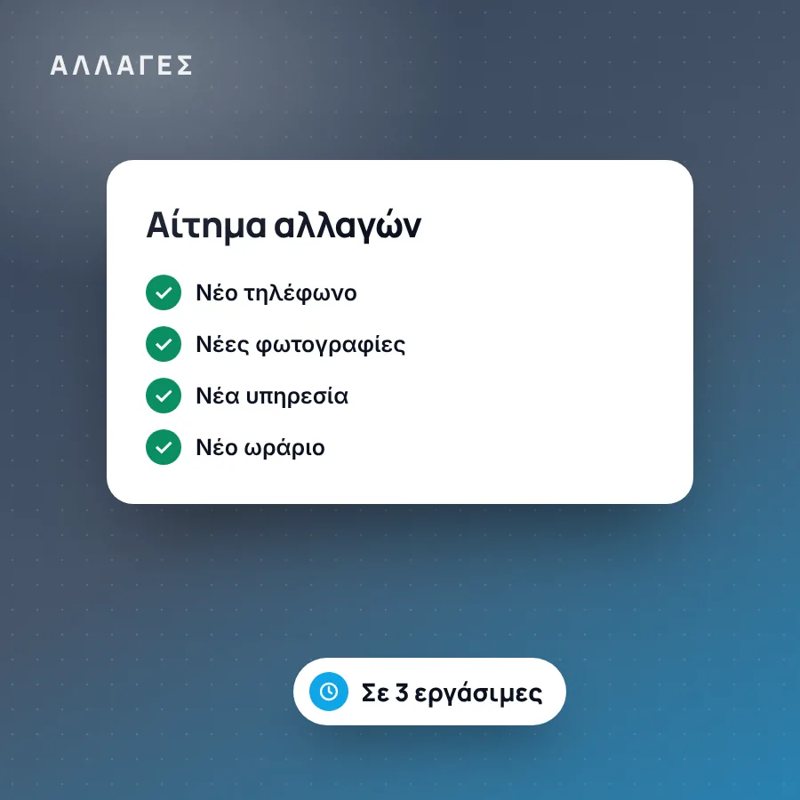 ΑΛΛΑΓΕΣ
Αίτημα αλλαγών
Νέο τηλέφωνο
Νέες φωτογραφίες
Νέα υπηρεσία
Νέο ωράριο
Σε 3 εργάσιμες